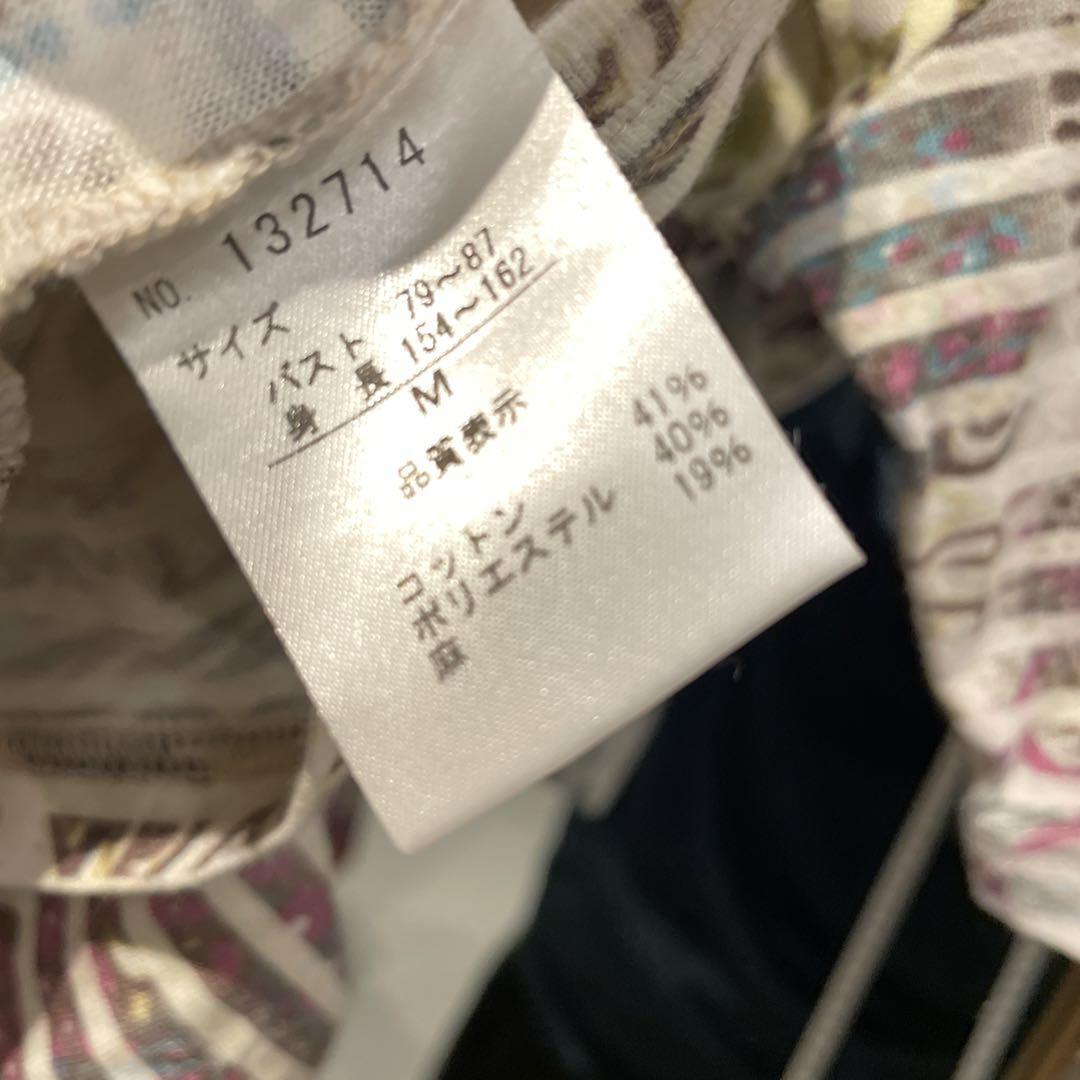 NO. 132714
サイズ
バスト 79～87
身 長 154～162
M
品質表示
コットン 41%
ポリエステル 40%
麻 19%